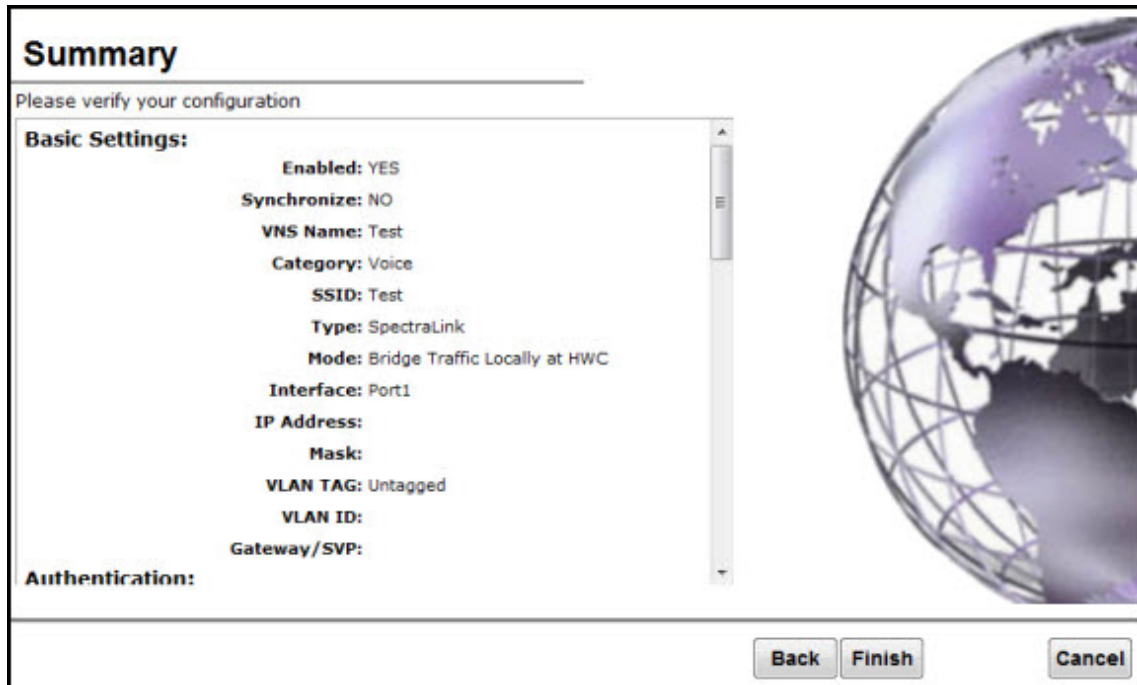 Summary
Please verify your configuration
Basic Settings:
Enabled: YES
Synchronize: NO
VNS Name: Test
Category: Voice
SSID: Test
Type: SpectraLink
Mode: Bridge Traffic Locally at HWC
Interface: Port1
IP Address:
Mask:
VLAN TAG: Untagged
VLAN ID:
Gateway/SVP:
Authentication:
Back Finish Cancel